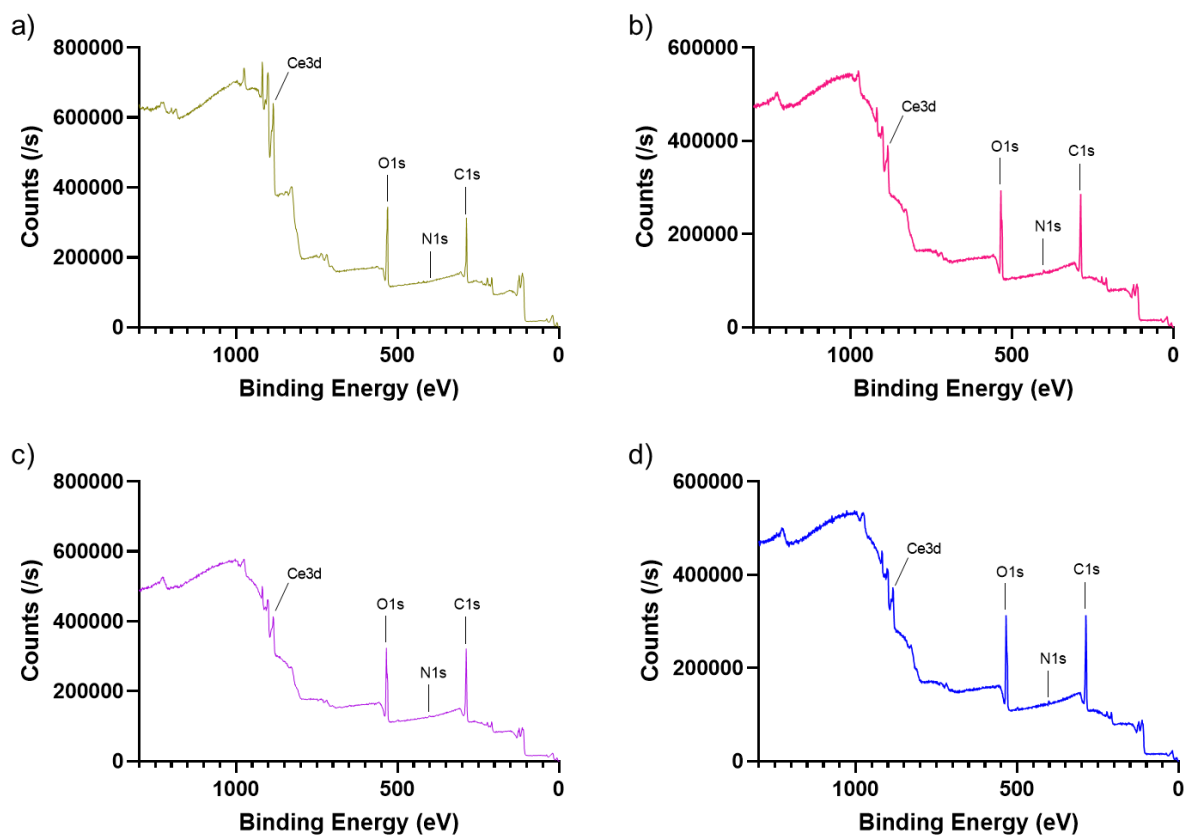 a)
800000
600000
400000
200000
0
Counts (/s)
Ce3d
O1s
N1s
C1s
1000
500
0
Binding Energy (eV)
b)
600000
400000
200000
0
Counts (/s)
Ce3d
O1s
N1s
C1s
1000
500
0
Binding Energy (eV)
c)
800000
600000
400000
200000
0
Counts (/s)
Ce3d
O1s
N1s
C1s
1000
500
0
Binding Energy (eV)
d)
600000
400000
200000
0
Counts (/s)
Ce3d
O1s
N1s
C1s
1000
500
0
Binding Energy (eV)